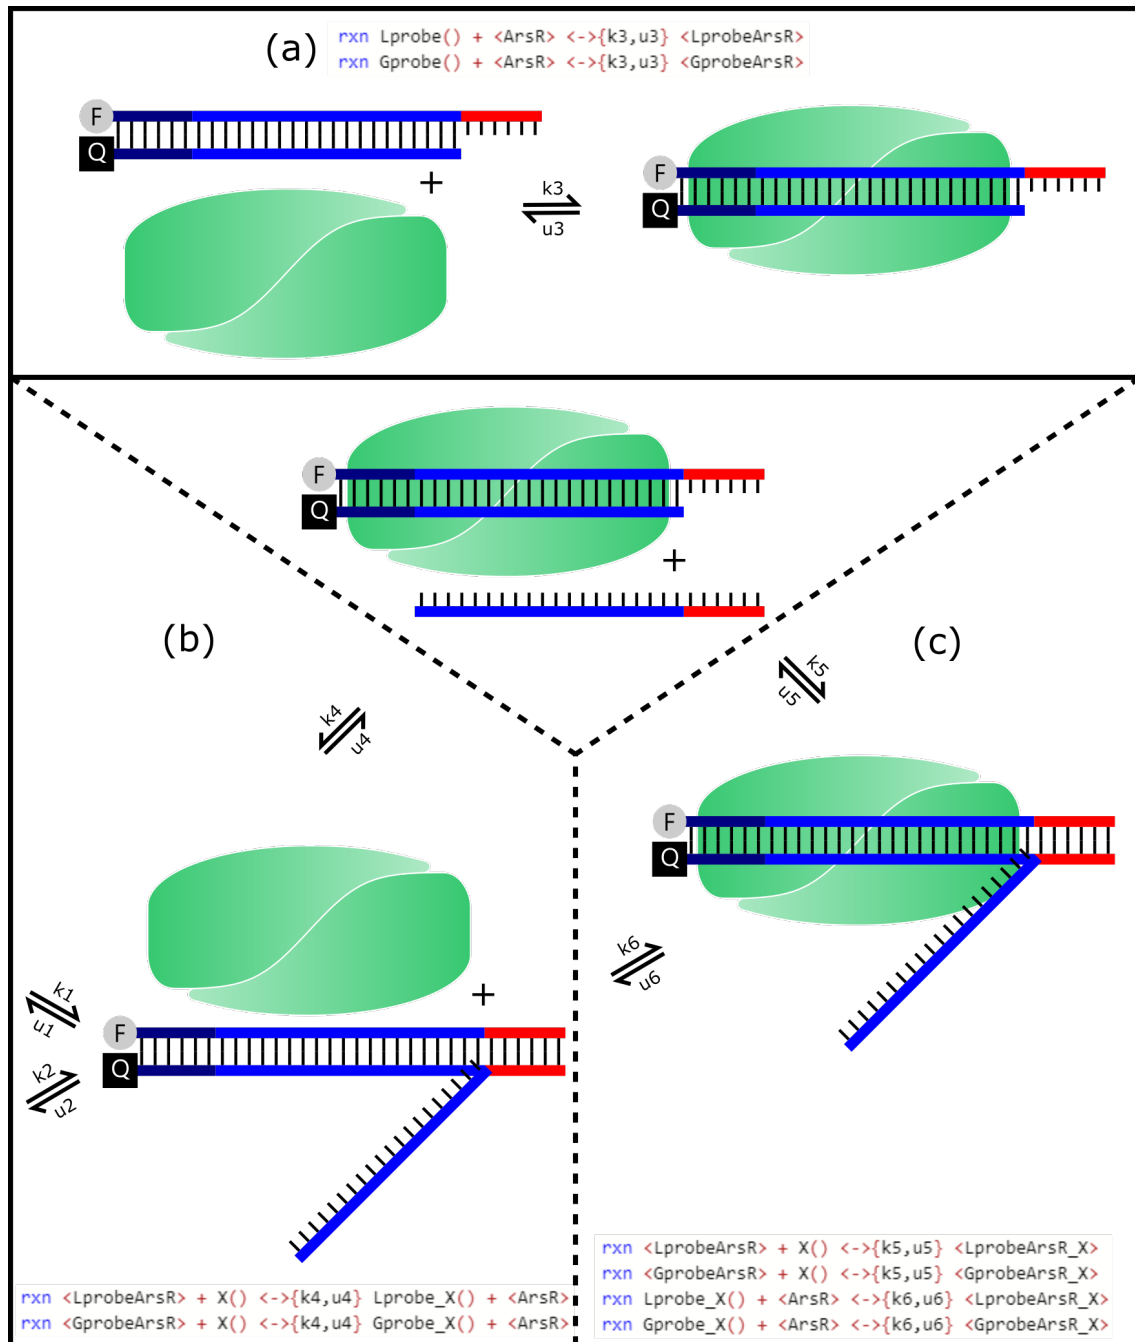 (a)
rxn Lprobe() + <ArsR> <->{k3,u3} <LprobeArsR>
rxn Gprobe() + <ArsR> <->{k3,u3} <GprobeArsR>
F
Q
+
k3
u3
F
Q
F
Q
+
(b)
(c)
k4
u4
k5
u5
F
Q
k6
u6
+
k1
u1
k2
u2
F
Q
rxn <LprobeArsR> + X() <->{k4,u4} Lprobe_X() + <ArsR>
rxn <GprobeArsR> + X() <->{k4,u4} Gprobe_X() + <ArsR>
rxn <LprobeArsR> + X() <->{k5,u5} <LprobeArsR_X>
rxn <GprobeArsR> + X() <->{k5,u5} <GprobeArsR_X>
rxn Lprobe_X() + <ArsR> <->{k6,u6} <LprobeArsR_X>
rxn Gprobe_X() + <ArsR> <->{k6,u6} <GprobeArsR_X>